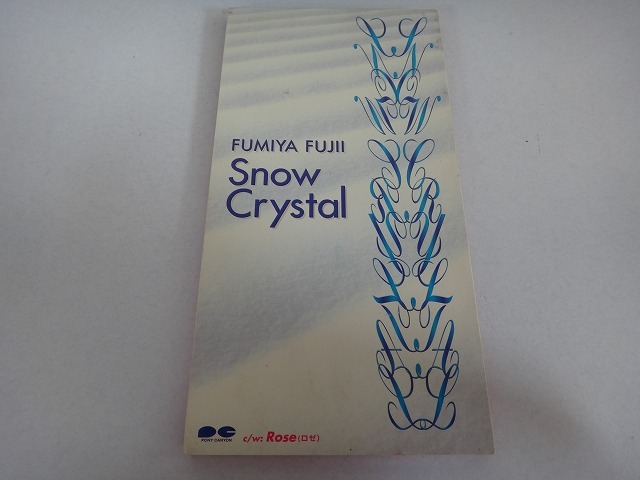 FUMIYA FUJII
Snow
Crystal
PONY CANYON
c/w: Rose(ロゼ)